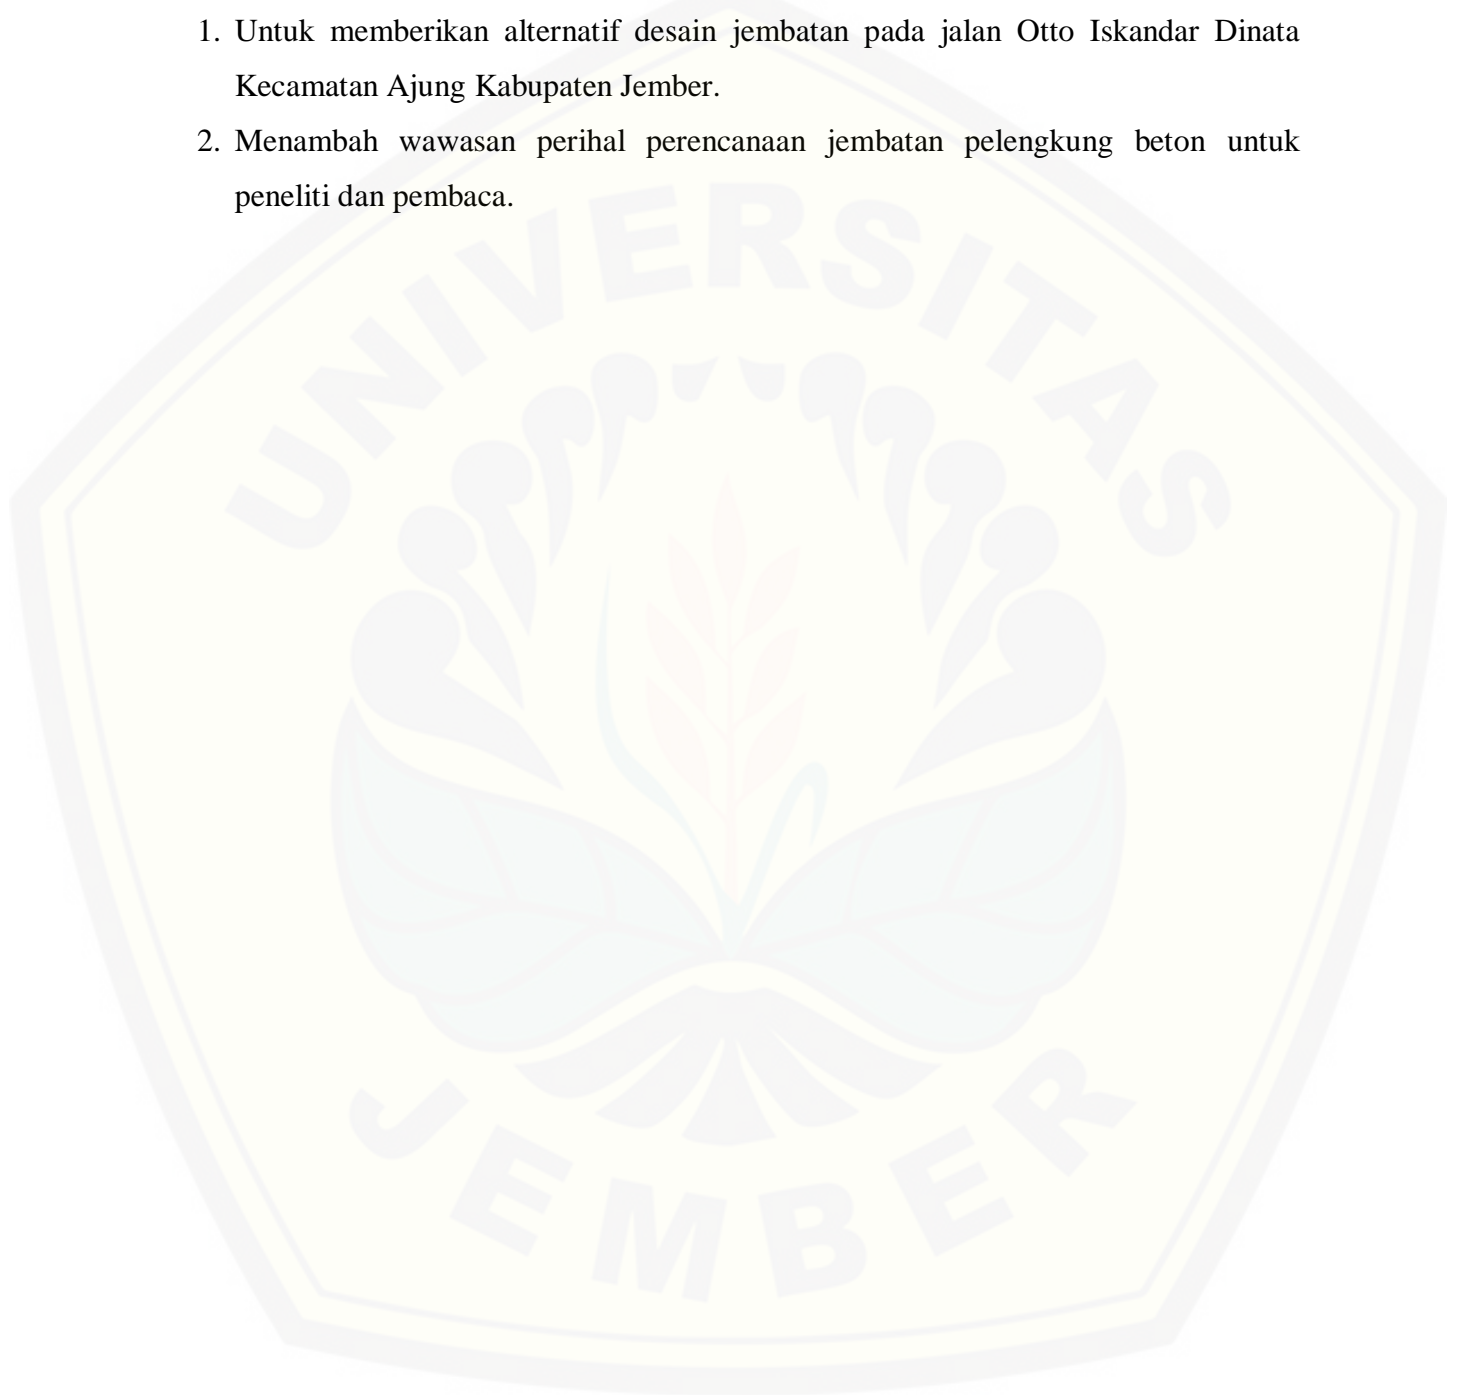 1. Untuk memberikan alternatif desain jembatan pada jalan Otto Iskandar Dinata
Kecamatan Ajung Kabupaten Jember.
2. Menambah wawasan perihal perencanaan jembatan pelengkung beton untuk
peneliti dan pembaca.
UNIVERSITAS
JEMBER